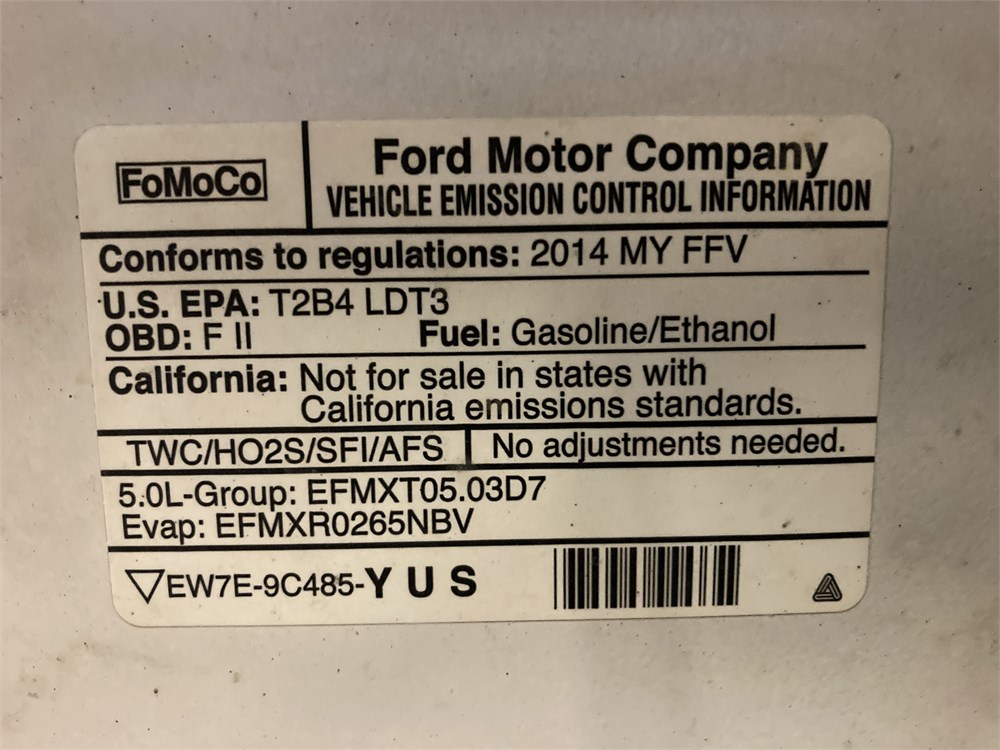 FoMoCo
Ford Motor Company
VEHICLE EMISSION CONTROL INFORMATION
Conforms to regulations: 2014 MY FFV
U.S. EPA: T2B4 LDT3
OBD: F II Fuel: Gasoline/Ethanol
California: Not for sale in states with
California emissions standards.
TWC/HO2S/SFI/AFS No adjustments needed.
5.0L-Group: EFMXT05.03D7
Evap: EFMXR0265NBV
EW7E-9C485-Y U S